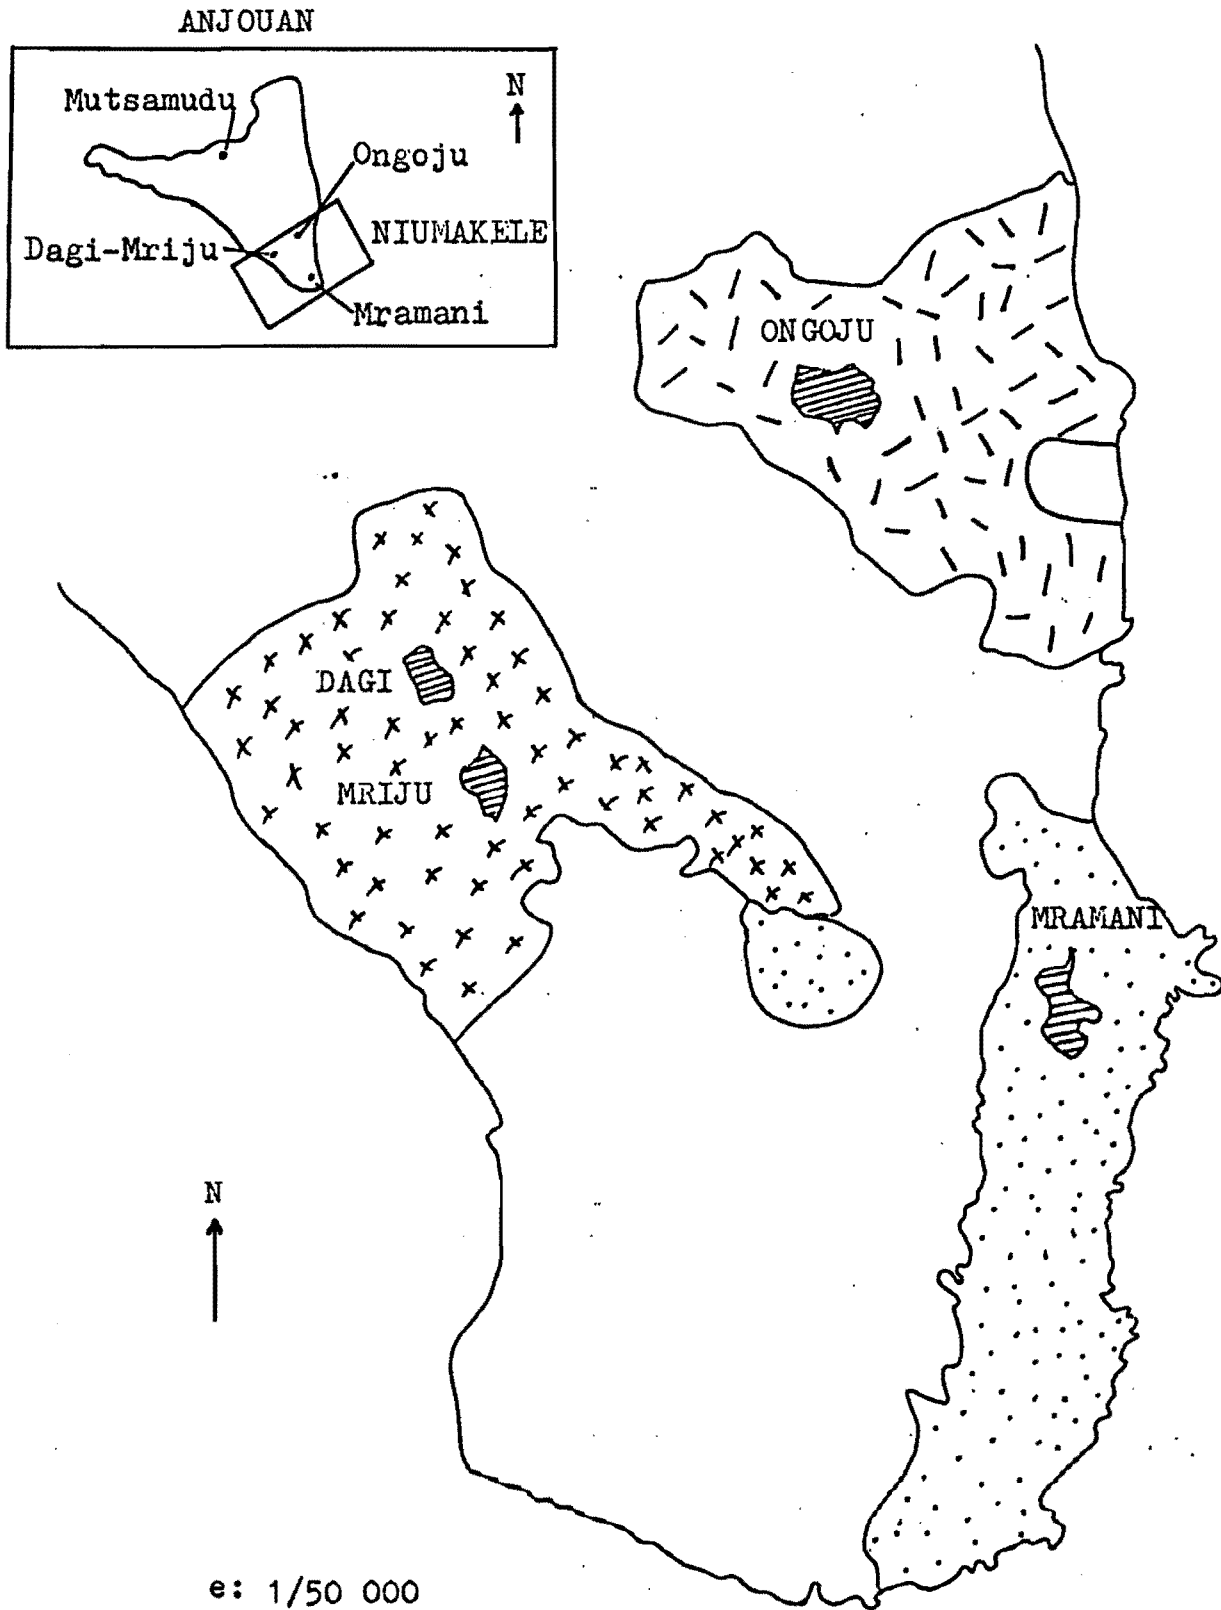 ANJOUAN
N
Mutsamudu
Ongoju
NIUMAKELE
Dagi-Mriju
Mramani
ONGOJU
DAGI
MRIJU
MRAMANI
N
e: 1/50 000